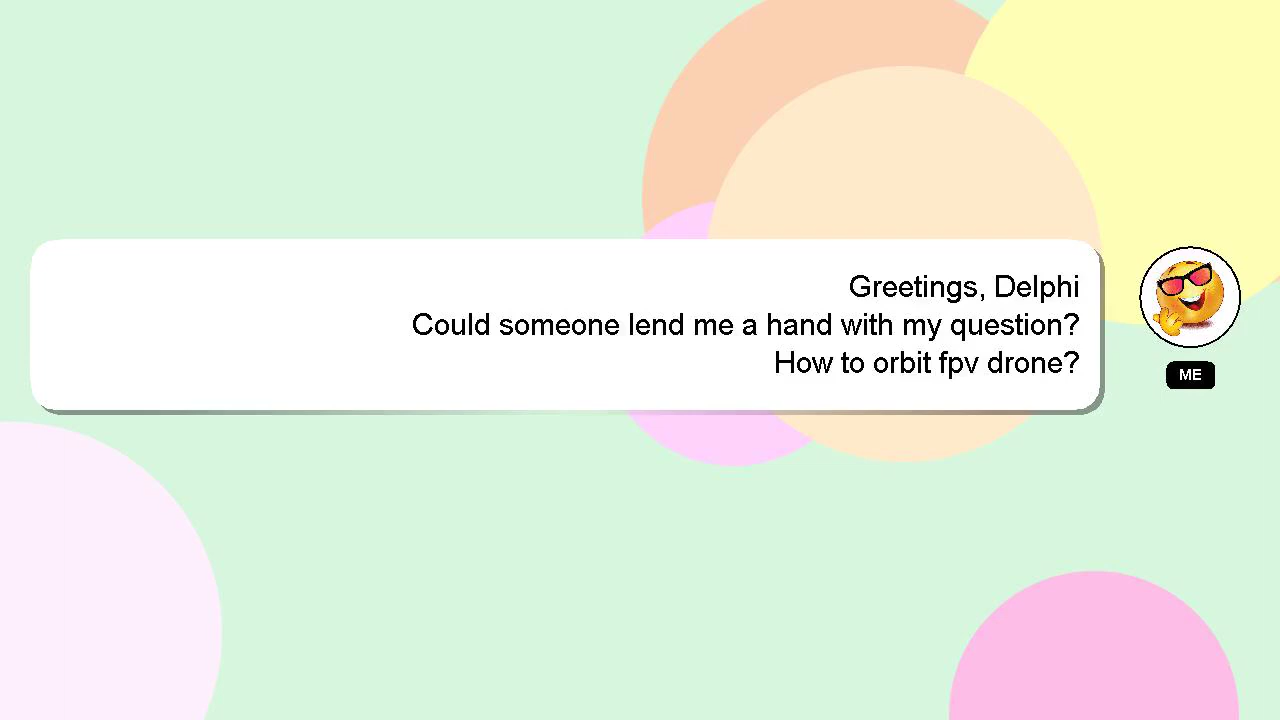 Greetings, Delphi
Could someone lend me a hand with my question?
How to orbit fpv drone?
ME